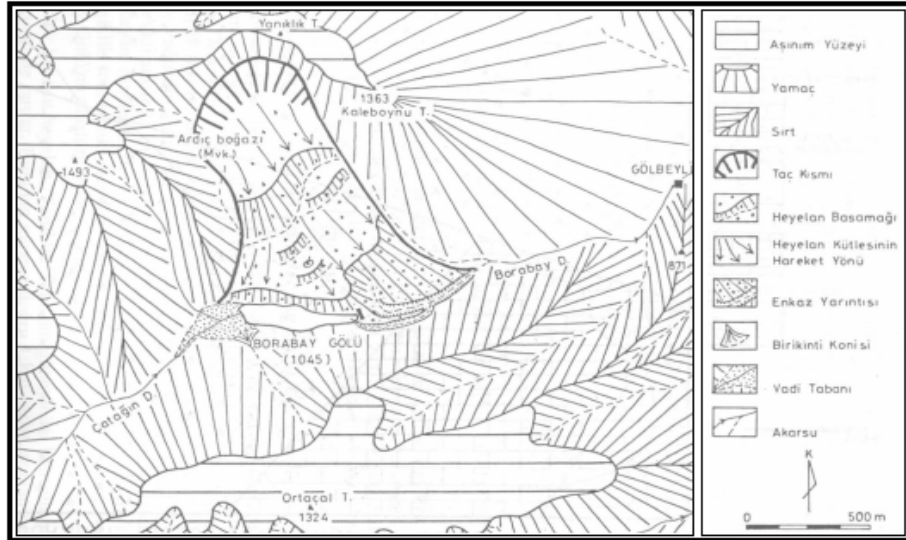 Yanıklık T.
1363
Kaleboynu T.
Ardıç boğazı
(Mvk.)
1493
GÖLBEYLİ
871
Borabay D.
BORABAY GÖLÜ
(1045)
Çatağın D.
Ortaçal T.
1324
Aşınım Yüzeyi
Yamaç
Sırt
Taç Kısmı
Heyelan Basamağı
Heyelan Kütlesinin
Hareket Yönü
Enkaz Yarıntısı
Birikinti Konisi
Vadi Tabanı
Akarsu
K
0 500 m